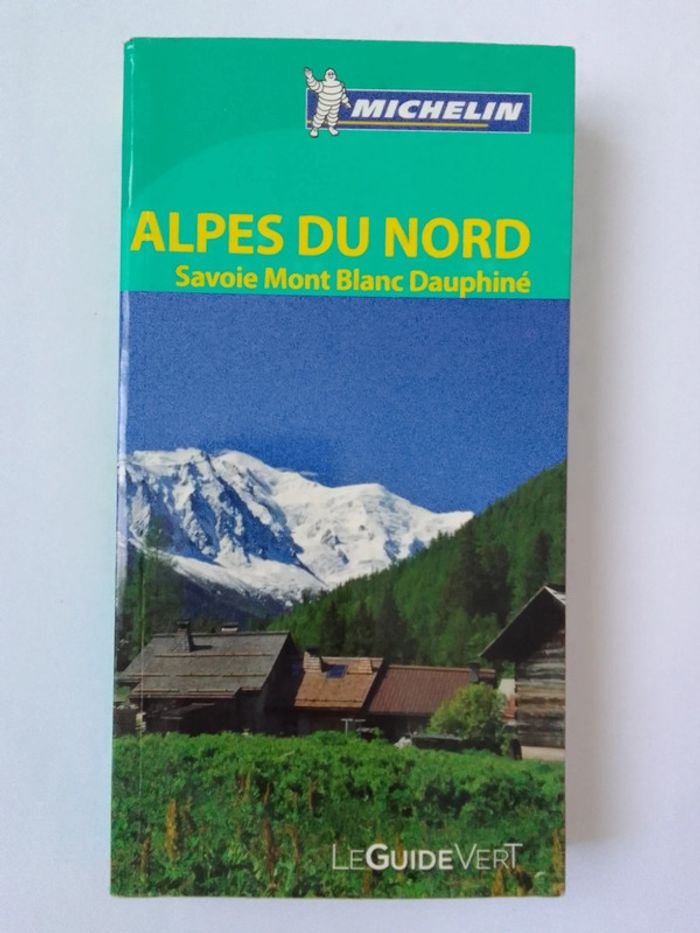 MICHELIN
ALPES DU NORD
Savoie Mont Blanc Dauphiné
LEGUIDEVERT